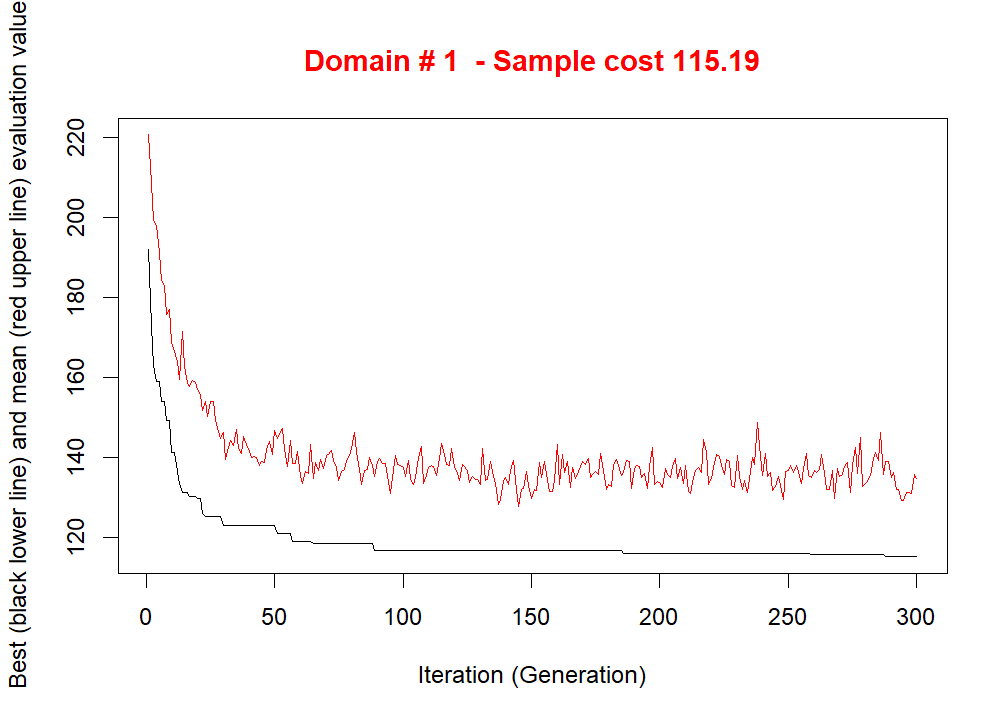 Domain # 1  - Sample cost 115.19
Best (black lower line) and mean (red upper line) evaluation value
220
200
180
160
140
120
0 50 100 150 200 250 300
Iteration (Generation)